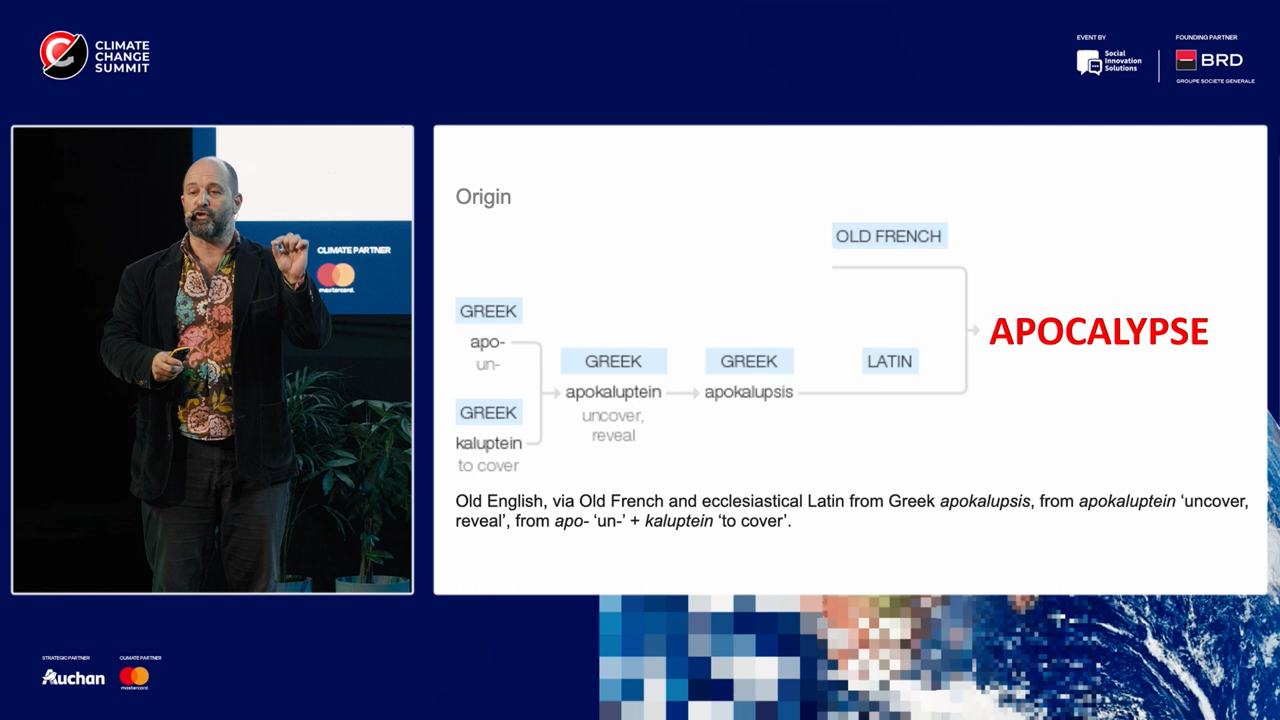 CLIMATE
CHANGE
SUMMIT
EVENT BY
Social
Innovation
Solutions
FOUNDING PARTNER
BRD
GROUPE SOCIETE GENERALE
CLIMATE PARTNER
mastercard.
Origin
OLD FRENCH
GREEK
apo-
un-
GREEK
kaluptein
to cover
GREEK
apokaluptein
uncover,
reveal
GREEK
apokalupsis
LATIN
APOCALYPSE
Old English, via Old French and ecclesiastical Latin from Greek apokalupsis, from apokaluptein ‘uncover,
reveal’, from apo- ‘un-’ + kaluptein ‘to cover’.
STRATEGIC PARTNER
Auchan
CLIMATE PARTNER
mastercard